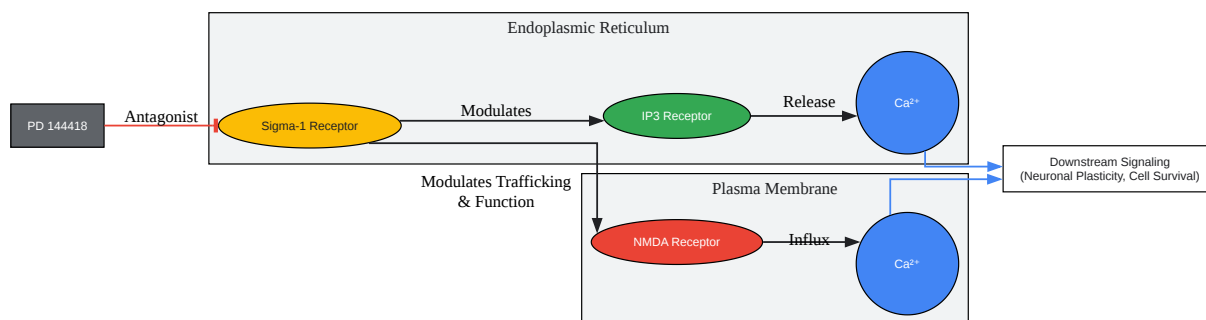 Endoplasmic Reticulum
PD 144418
Antagonist
Sigma-1 Receptor
Modulates
IP3 Receptor
Release
Ca²⁺
Downstream Signaling
(Neuronal Plasticity, Cell Survival)
Modulates Trafficking
& Function
Plasma Membrane
NMDA Receptor
Influx
Ca²⁺